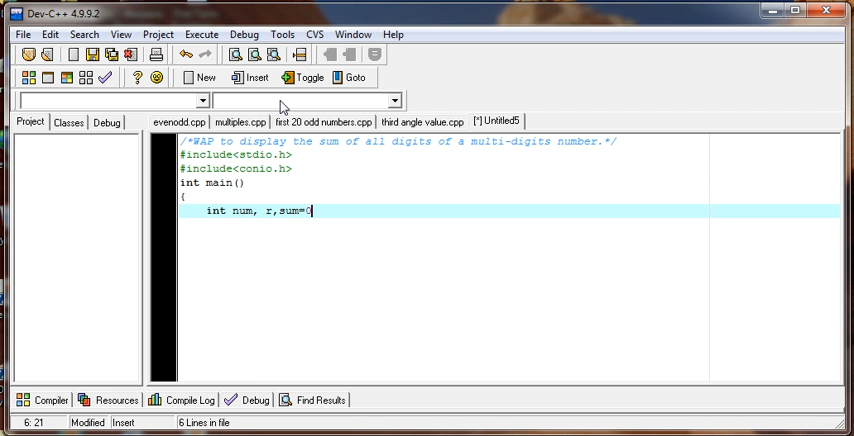 Dev-C++ 4.9.9.2
File Edit Search View Project Execute Debug Tools CVS Window Help
New Insert Toggle Goto
Project Classes Debug
evenodd.cpp multiples.cpp first 20 odd numbers.cpp third angle value.cpp [*] Untitled5
/*WAP to display the sum of all digits of a multi-digits number.*/
#include<stdio.h>
#include<conio.h>
int main()
{
int num, r,sum=0
Compiler Resources Compile Log Debug Find Results
6: 21 Modified Insert 6 Lines in file